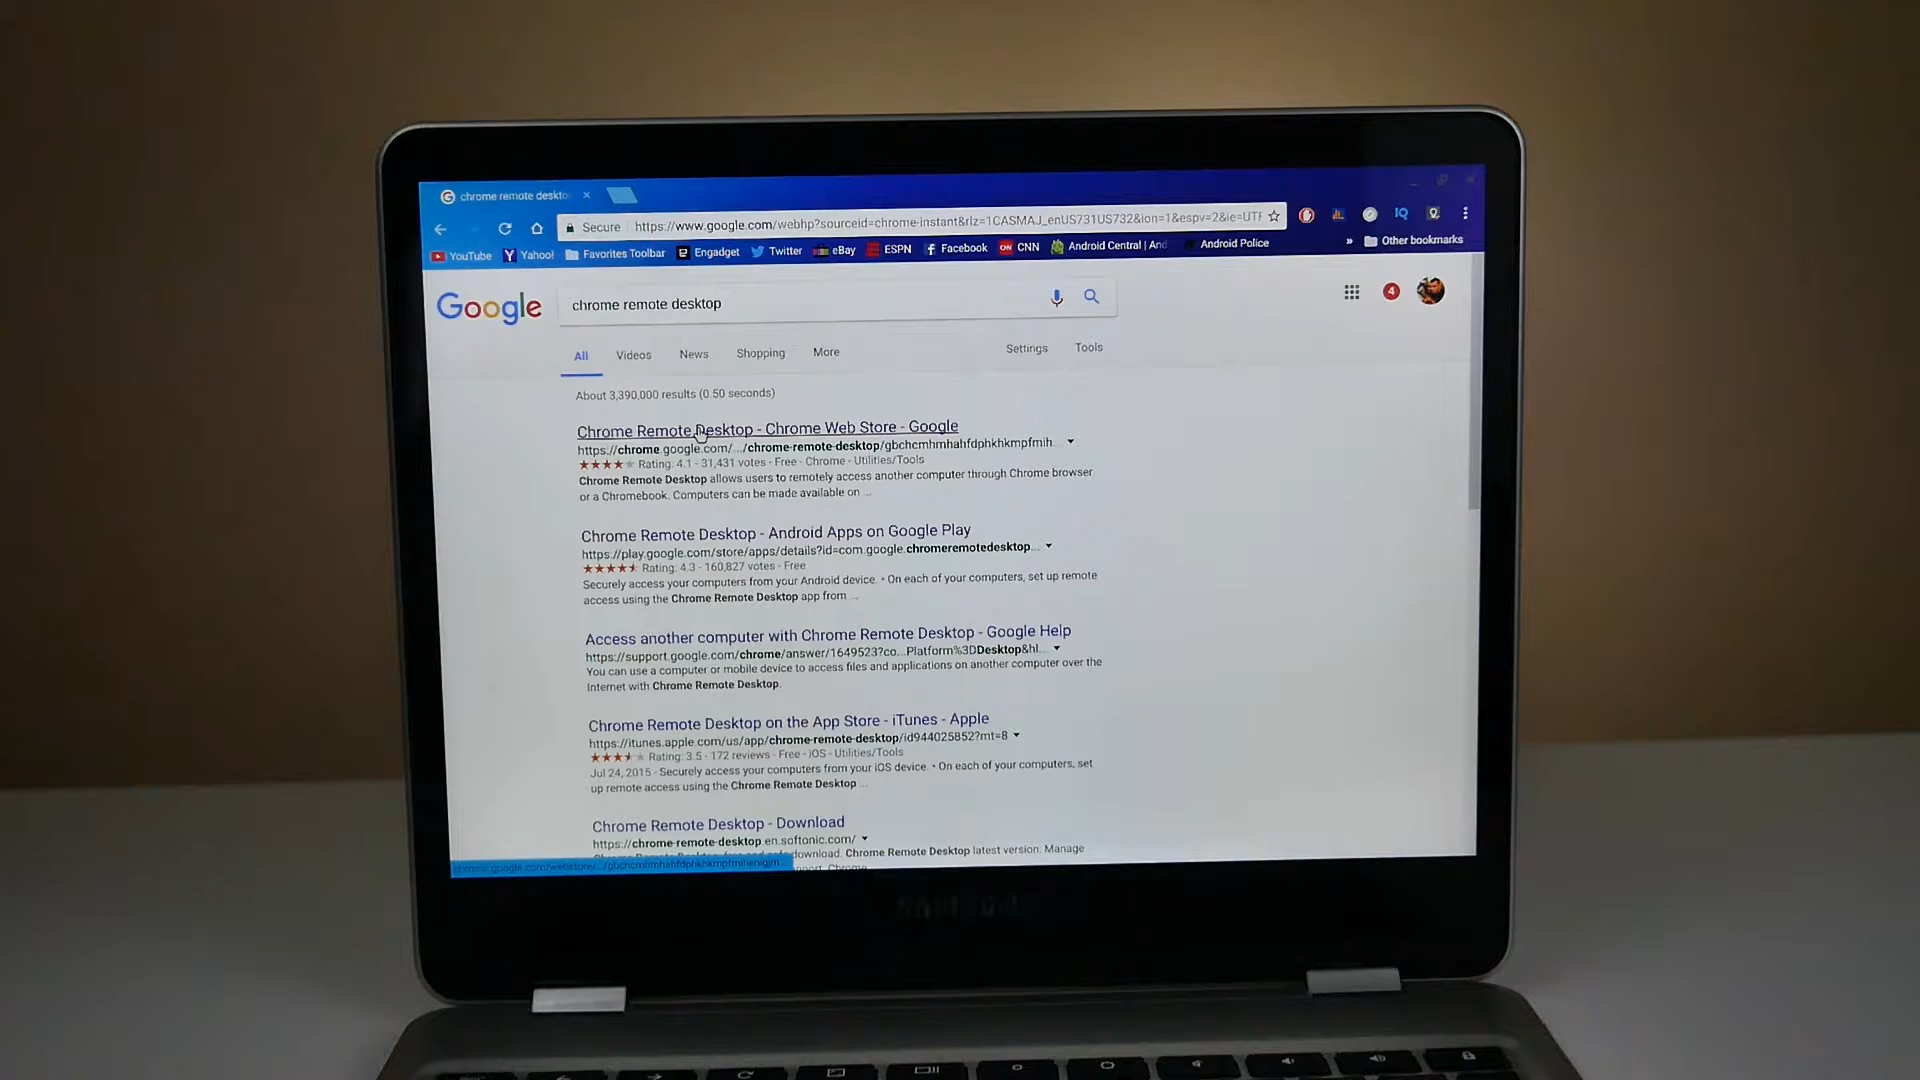 chrome remote deskto
Secure https://www.google.com/webhp?sourceid=chrome-instant&rlz=1CASMAJ_enUS731US732&ion=1&espv=2&ie=UTF
YouTube Yahoo! Favorites Toolbar Engadget Twitter eBay ESPN Facebook CNN Android Central | And Android Police » Other bookmarks
Google chrome remote desktop 4
All Videos News Shopping More Settings Tools
About 3,390,000 results (0.50 seconds)
Chrome Remote Desktop - Chrome Web Store - Google
https://chrome.google.com/.../chrome-remote-desktop/gbchcmhmhahfdphkhkmpfmih...
Rating: 4.1 - 31,431 votes - Free - Chrome - Utilities/Tools
Chrome Remote Desktop allows users to remotely access another computer through Chrome browser
or a Chromebook. Computers can be made available on ...
Chrome Remote Desktop - Android Apps on Google Play
https://play.google.com/store/apps/details?id=com.google.chromeremotedesktop...
Rating: 4.3 - 160,827 votes - Free
Securely access your computers from your Android device. • On each of your computers, set up remote
access using the Chrome Remote Desktop app from ...
Access another computer with Chrome Remote Desktop - Google Help
https://support.google.com/chrome/answer/1649523?co...Platform%3DDesktop&hl...
You can use a computer or mobile device to access files and applications on another computer over the
Internet with Chrome Remote Desktop.
Chrome Remote Desktop on the App Store - iTunes - Apple
https://itunes.apple.com/us/app/chrome-remote-desktop/id944025852?mt=8
Rating: 3.5 - 172 reviews - Free - iOS - Utilities/Tools
Jul 24, 2015 - Securely access your computers from your iOS device. • On each of your computers, set
up remote access using the Chrome Remote Desktop ...
Chrome Remote Desktop - Download
https://chrome-remote-desktop.en.softonic.com/
download. Chrome Remote Desktop latest version: Manage
SAMSUNG